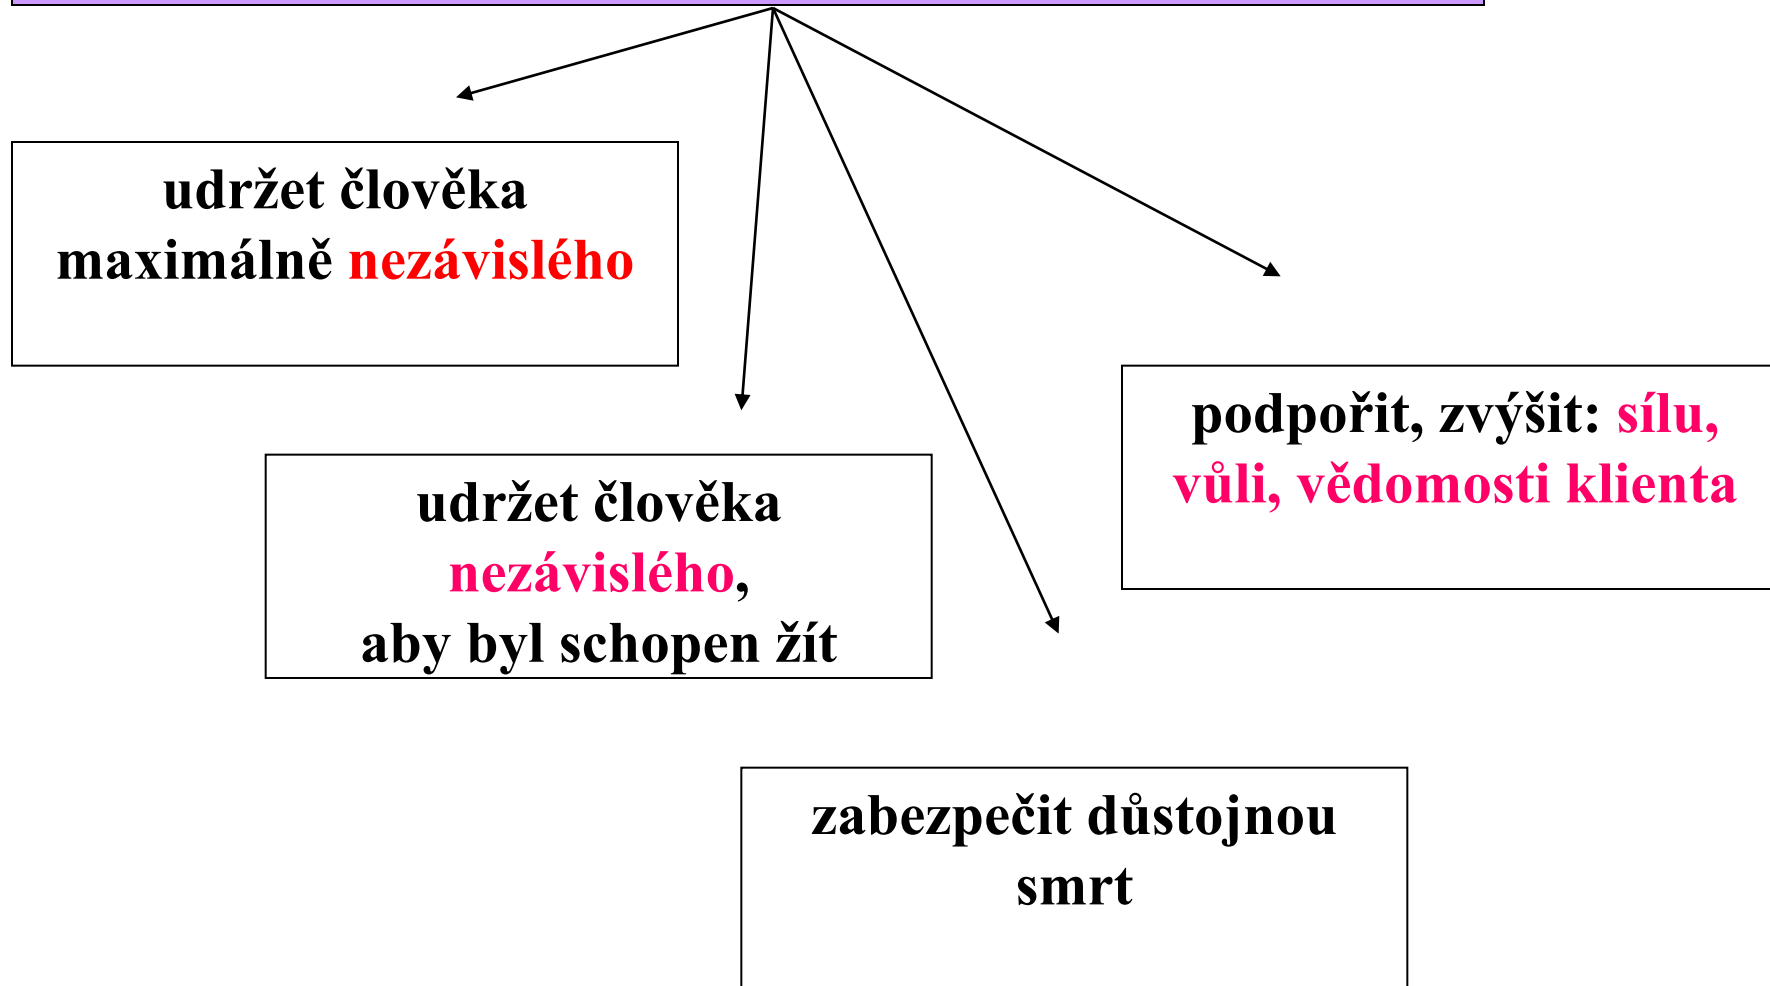 udržet člověka
maximálně nezávislého
podpořit, zvýšit: sílu,
vůli, vědomosti klienta
udržet člověka
nezávislého,
aby byl schopen žít
zabezpečit důstojnou
smrt